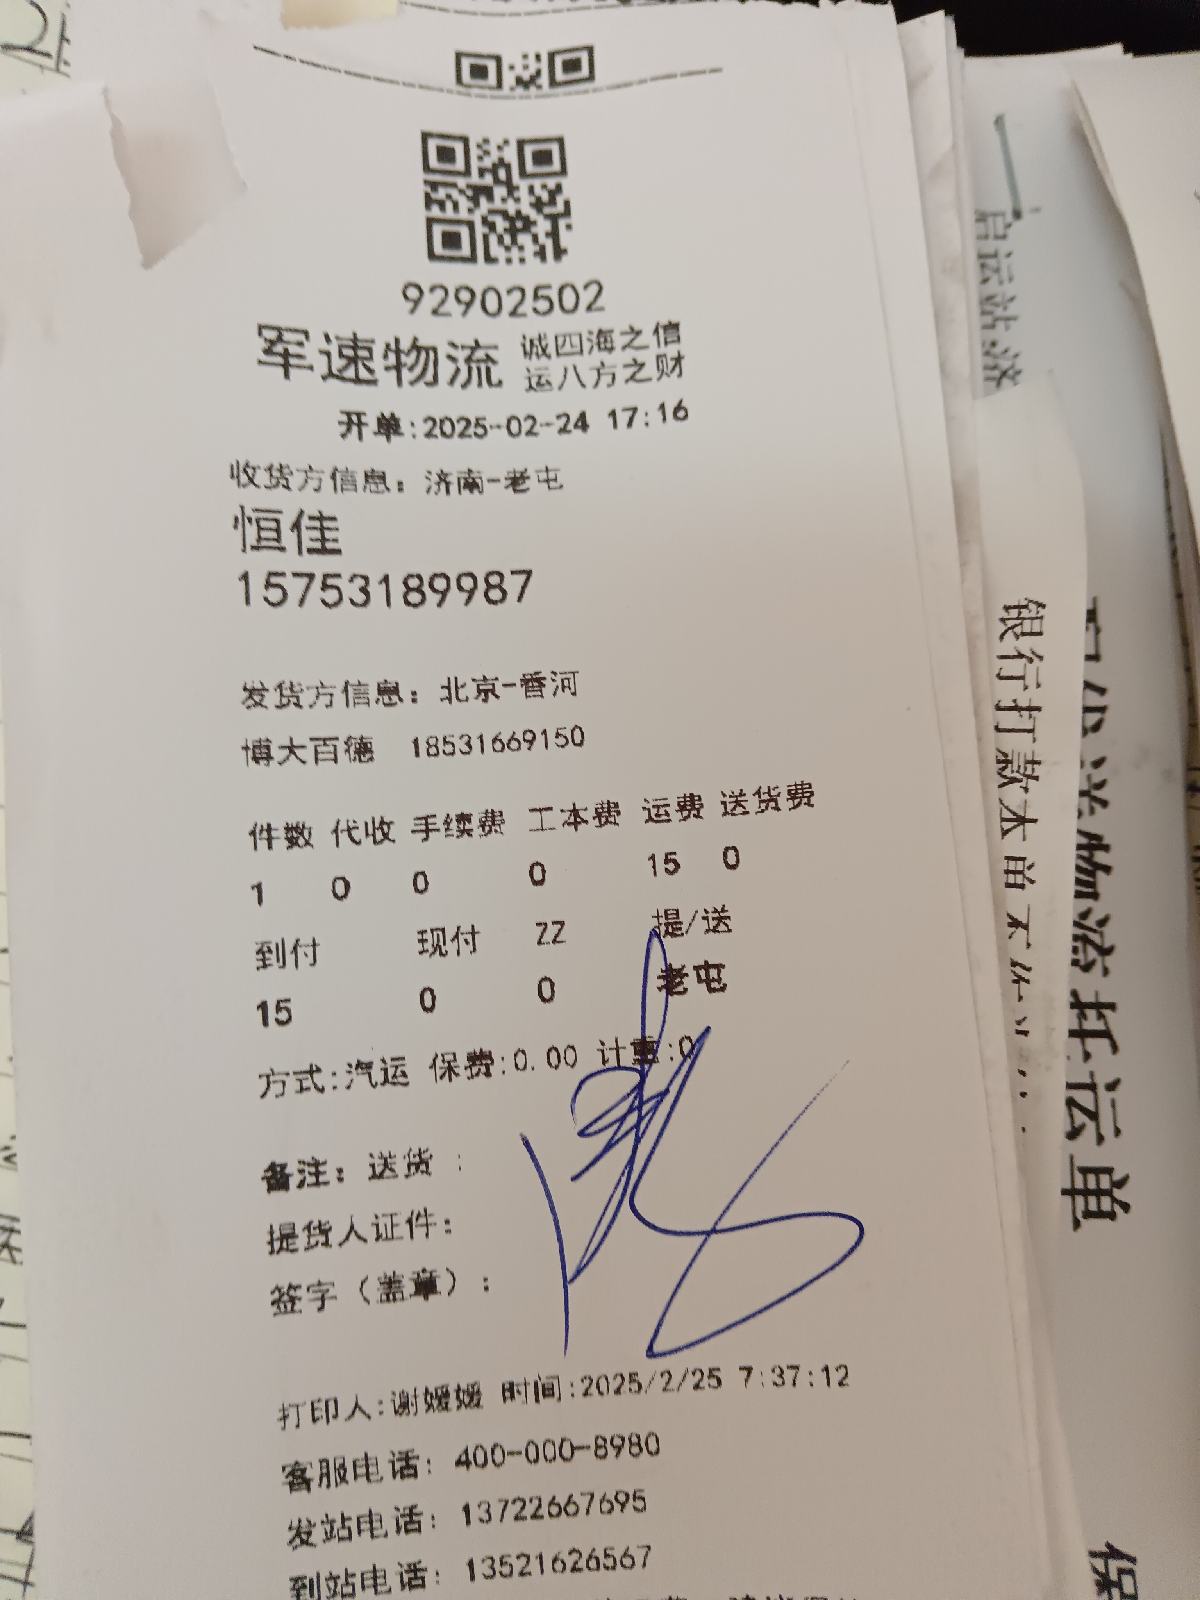 92902502
军速物流 诚四海之信
运八方之财
开单:2025-02-24 17:16
收货方信息：济南-老屯
恒佳
15753189987
发货方信息：北京-香河
博大百德 18531669150
件数 代收 手续费 工本费 运费 送货费
1 0 0 0 15 0
到付 现付 ZZ 提/送
15 0 0 老屯
方式:汽运 保费:0.00 计重:0
备注：送货 :
提货人证件：
签字（盖章）：
打印人:谢媛媛 时间:2025/2/25 7:37:12
客服电话：400-000-8980
发站电话：13722667695
到站电话：13521626567
启运站:济
银行打款本单不作
物流托运单
保